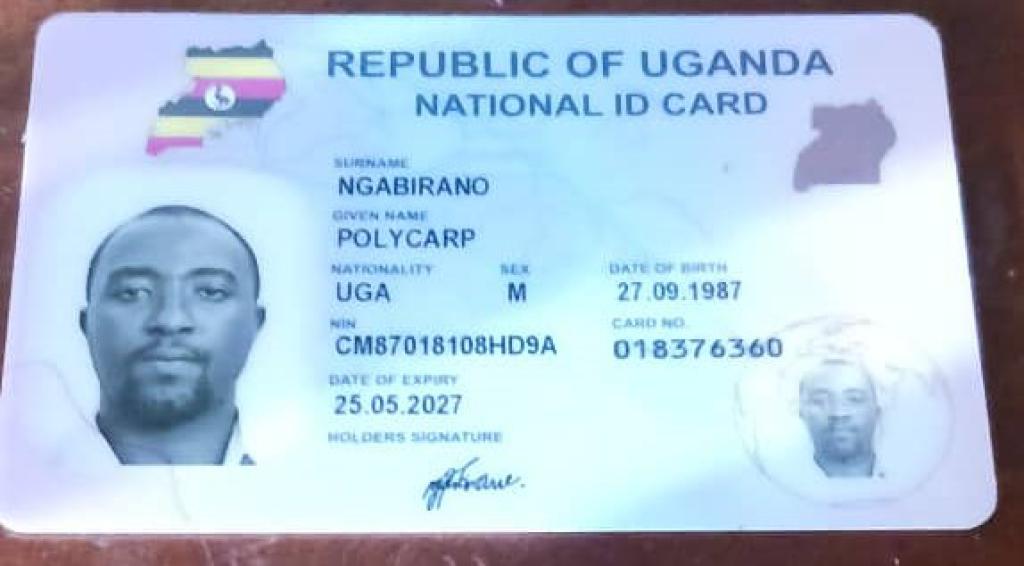 REPUBLIC OF UGANDA
NATIONAL ID CARD
SURNAME
NGABIRANO
GIVEN NAME
POLYCARP
NATIONALITY SEX DATE OF BIRTH
UGA M 27.09.1987
NIN CARD NO.
CM87018108HD9A 018376360
DATE OF EXPIRY
25.05.2027
HOLDERS SIGNATURE